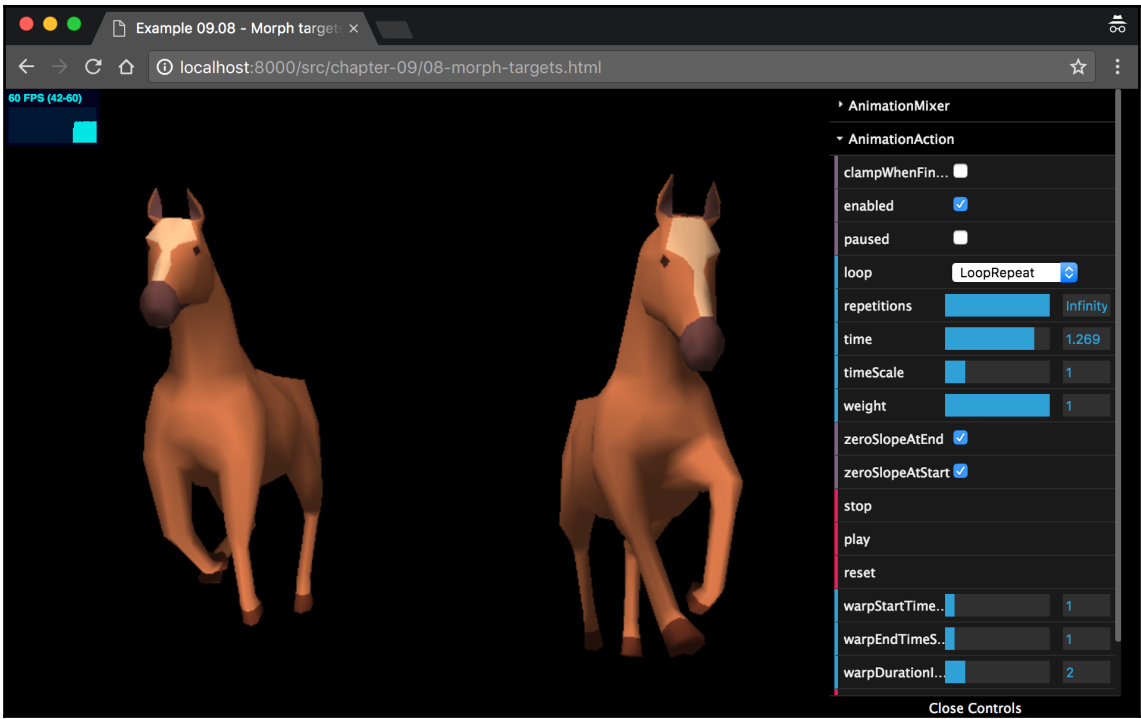 Example 09.08 - Morph target
localhost:8000/src/chapter-09/08-morph-targets.html
60 FPS (42-60)
AnimationMixer
AnimationAction
clampWhenFin...
enabled
paused
loop LoopRepeat
repetitions Infinity
time 1.269
timeScale 1
weight 1
zeroSlopeAtEnd
zeroSlopeAtStart
stop
play
reset
warpStartTime.. 1
warpEndTimeS.. 1
warpDurationI... 2
Close Controls